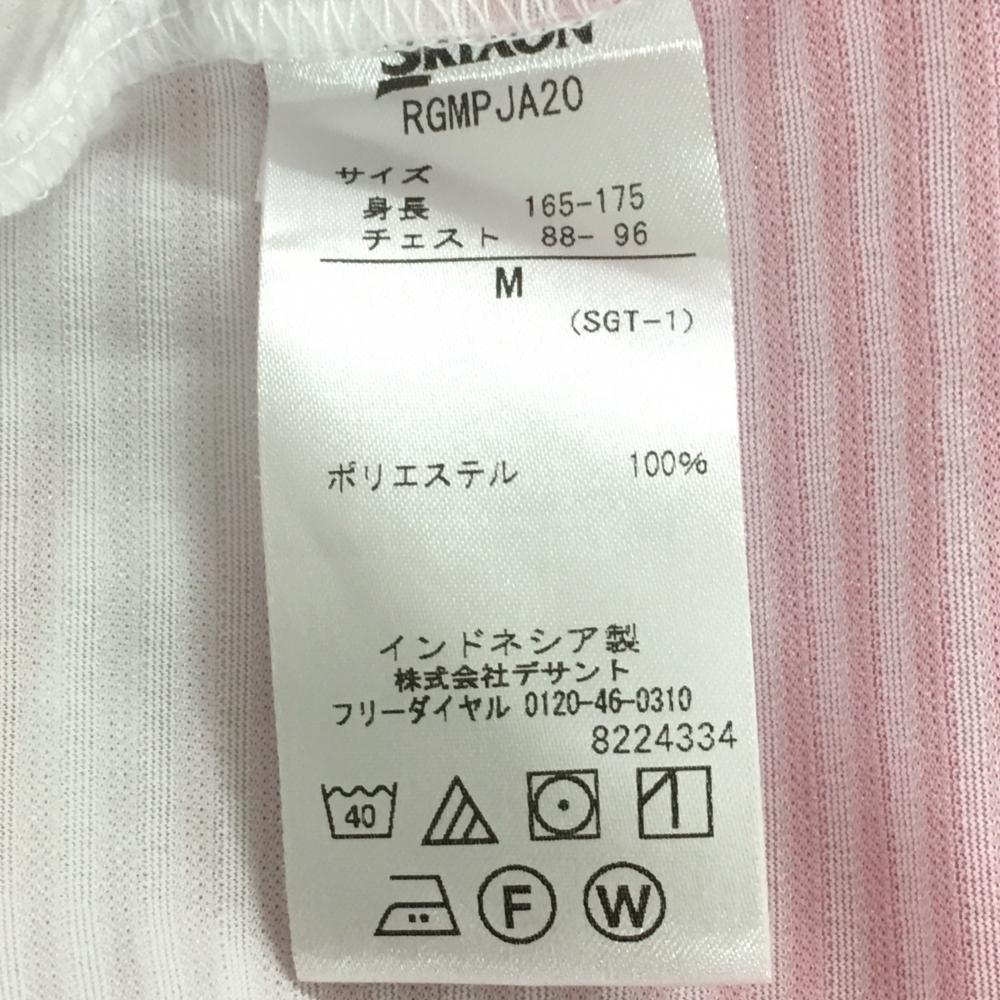 SRIXON
RGMPJA20
サイズ
身長 165-175
チェスト 88- 96
M
(SGT-1)
ポリエステル 100%
インドネシア製
株式会社デサント
フリーダイヤル 0120-46-0310
8224334
40
F W